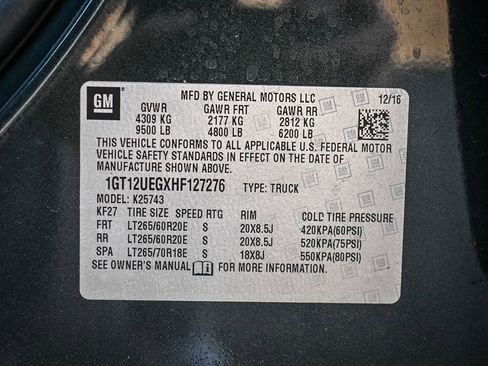 GM
MFD BY GENERAL MOTORS LLC 12/16
GVWR GAWR FRT GAWR RR
4309 KG 2177 KG 2812 KG
9500 LB 4800 LB 6200 LB
THIS VEHICLE CONFORMS TO ALL APPLICABLE U.S. FEDERAL MOTOR
VEHICLE SAFETY STANDARDS IN EFFECT ON THE DATE OF
MANUFACTURE SHOWN ABOVE.
1GT12UEGXHF127276 TYPE: TRUCK
MODEL: K25743
KF27 TIRE SIZE SPEED RTG RIM COLD TIRE PRESSURE
FRT LT265/60R20E S 20X8.5J 420KPA(60PSI)
RR LT265/60R20E S 20X8.5J 520KPA(75PSI)
SPA LT265/70R18E S 18X8J 550KPA(80PSI)
SEE OWNER'S MANUAL FOR MORE INFORMATION.